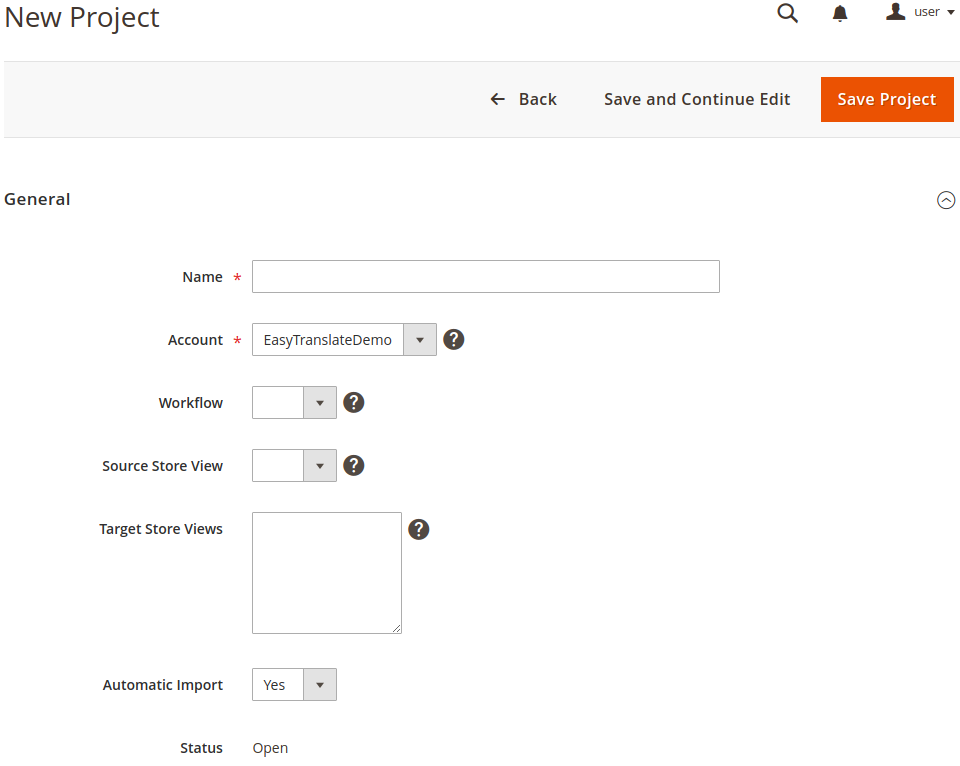 New Project
user
Back
Save and Continue Edit
Save Project
General
Name *
Account *
EasyTranslateDemo
?
Workflow
?
Source Store View
?
Target Store Views
?
Automatic Import
Yes
Status
Open